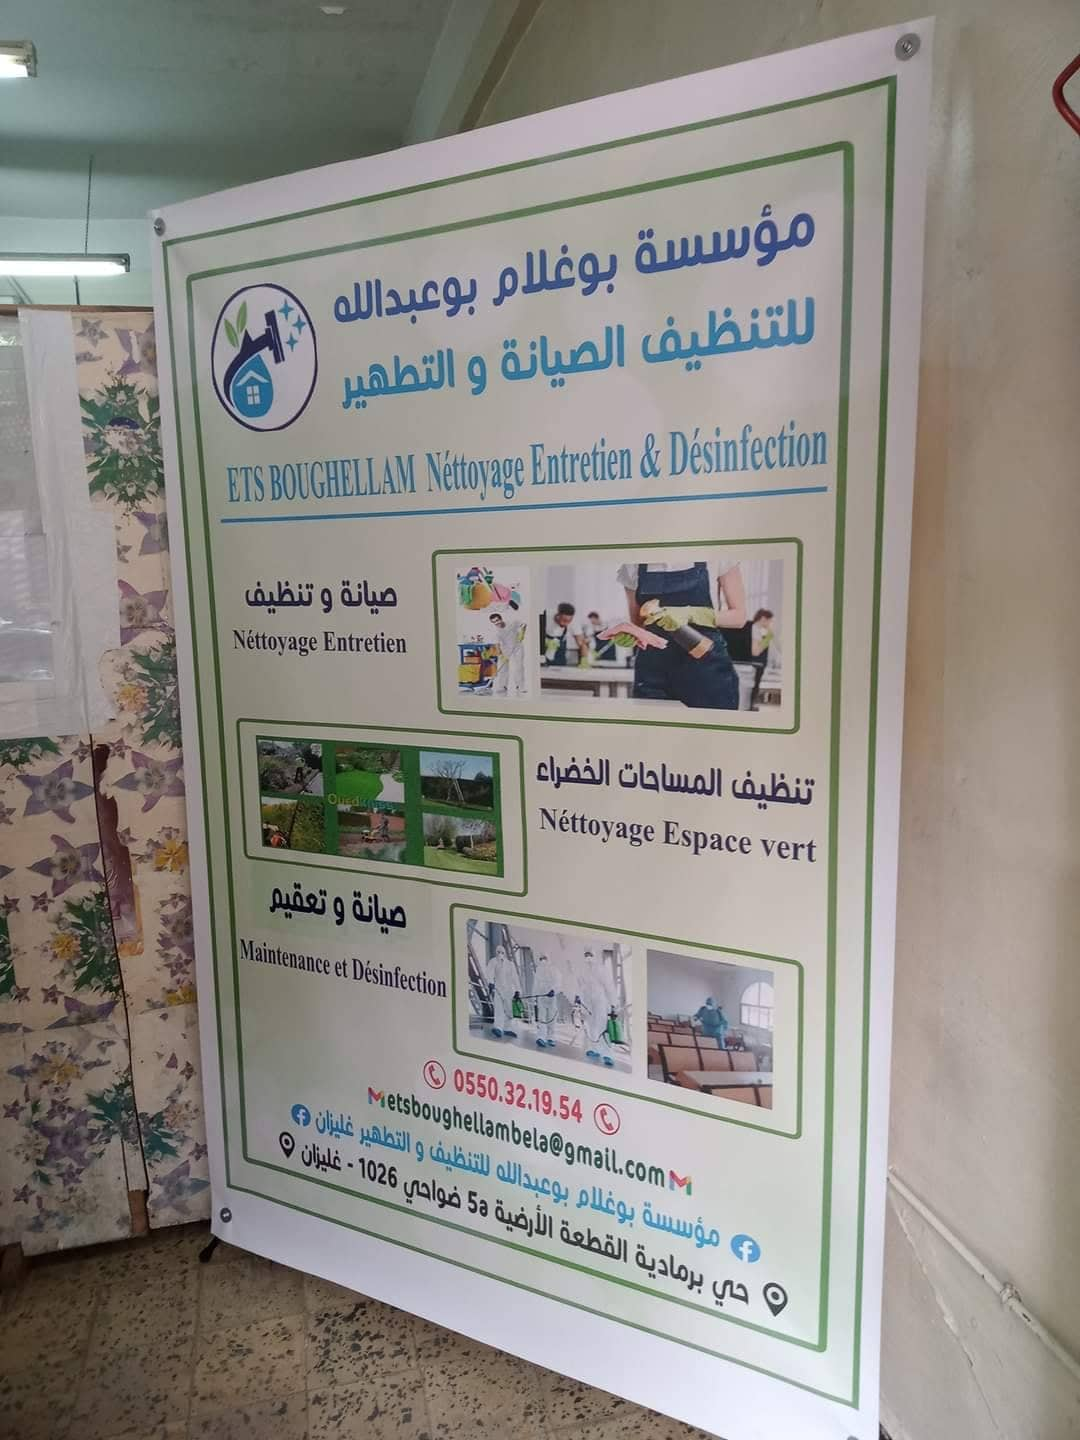 مؤسسة بوغلام بوعبدالله
للتنظيف الصيانة و التطهير
ETS BOUGHELLAM Néttoyage Entretien & Désinfection
صيانة و تنظيف
Néttoyage Entretien
تنظيف المساحات الخضراء
Néttoyage Espace vert
صيانة و تعقيم
Maintenance et Désinfection
0550.32.19.54
etsboughellambela@gmail.com
مؤسسة بوغلام بوعبدالله للتنظيف و التطهير غليزان
حي برمادية القطعة الأرضية 5a ضواحي 1026 - غليزان